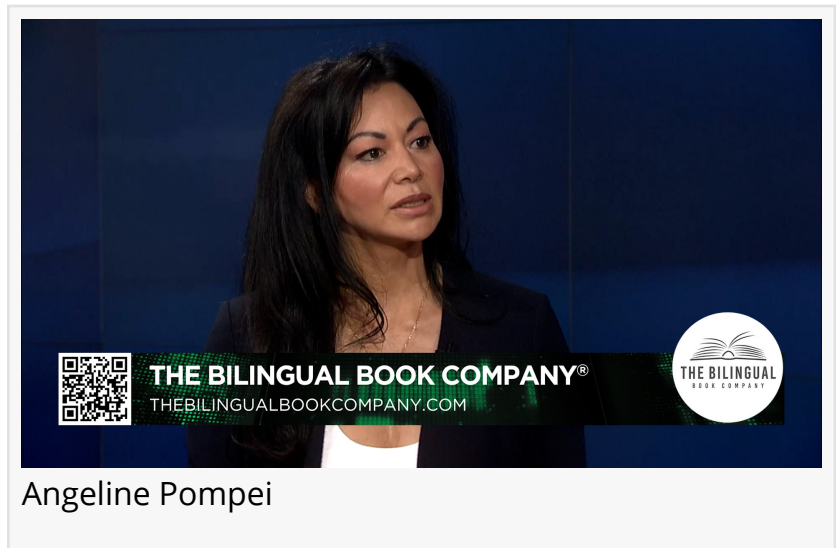 THE BILINGUAL BOOK COMPANY®
THEBILINGUALBOOKCOMPANY.COM
THE BILINGUAL
BOOK COMPANY
Angeline Pompei